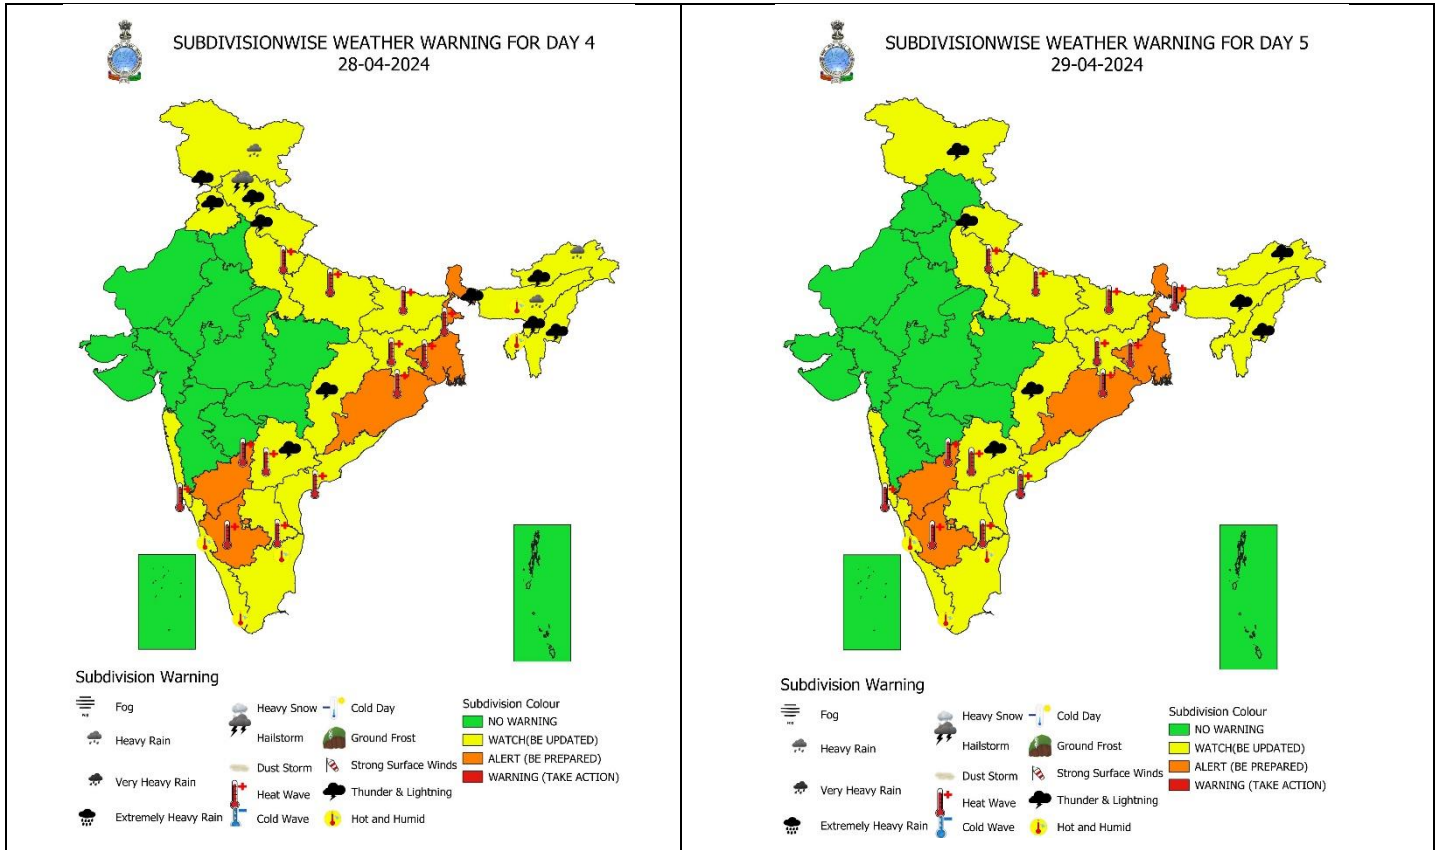 SUBDIVISIONWISE WEATHER WARNING FOR DAY 4
28-04-2024
Subdivision Warning
Fog
Heavy Rain
Very Heavy Rain
Extremely Heavy Rain
Heavy Snow
Hailstorm
Dust Storm
Heat Wave
Cold Wave
Cold Day
Ground Frost
Strong Surface Winds
Thunder & Lightning
Hot and Humid
Subdivision Colour
NO WARNING
WATCH(BE UPDATED)
ALERT (BE PREPARED)
WARNING (TAKE ACTION)
SUBDIVISIONWISE WEATHER WARNING FOR DAY 5
29-04-2024
Subdivision Warning
Fog
Heavy Rain
Very Heavy Rain
Extremely Heavy Rain
Heavy Snow
Hailstorm
Dust Storm
Heat Wave
Cold Wave
Cold Day
Ground Frost
Strong Surface Winds
Thunder & Lightning
Hot and Humid
Subdivision Colour
NO WARNING
WATCH(BE UPDATED)
ALERT (BE PREPARED)
WARNING (TAKE ACTION)